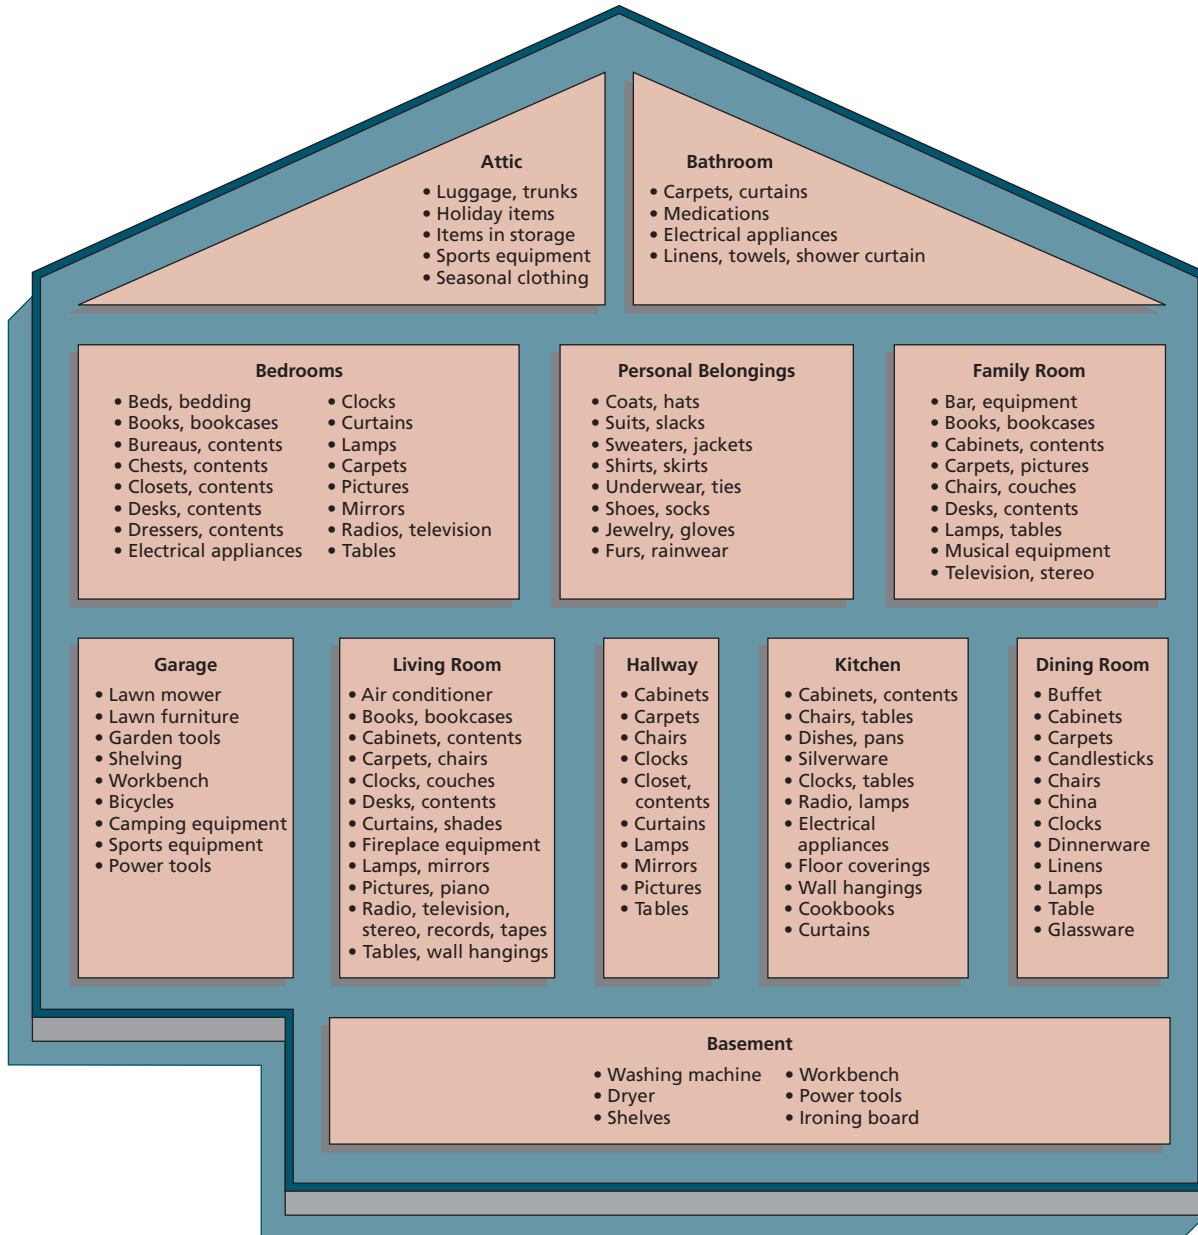 Attic
• Luggage, trunks
• Holiday items
• Items in storage
• Sports equipment
• Seasonal clothing
Bathroom
• Carpets, curtains
• Medications
• Electrical appliances
• Linens, towels, shower curtain
Bedrooms
• Beds, bedding
• Books, bookcases
• Bureaus, contents
• Chests, contents
• Closets, contents
• Desks, contents
• Dressers, contents
• Electrical appliances
• Clocks
• Curtains
• Lamps
• Carpets
• Pictures
• Mirrors
• Radios, television
• Tables
Personal Belongings
• Coats, hats
• Suits, slacks
• Sweaters, jackets
• Shirts, skirts
• Underwear, ties
• Shoes, socks
• Jewelry, gloves
• Furs, rainwear
Family Room
• Bar, equipment
• Books, bookcases
• Cabinets, contents
• Carpets, pictures
• Chairs, couches
• Desks, contents
• Lamps, tables
• Musical equipment
• Television, stereo
Garage
• Lawn mower
• Lawn furniture
• Garden tools
• Shelving
• Workbench
• Bicycles
• Camping equipment
• Sports equipment
• Power tools
Living Room
• Air conditioner
• Books, bookcases
• Cabinets, contents
• Carpets, chairs
• Clocks, couches
• Desks, contents
• Curtains, shades
• Fireplace equipment
• Lamps, mirrors
• Pictures, piano
• Radio, television,
stereo, records, tapes
• Tables, wall hangings
Hallway
• Cabinets
• Carpets
• Chairs
• Clocks
• Closet,
contents
• Curtains
• Lamps
• Mirrors
• Pictures
• Tables
Kitchen
• Cabinets, contents
• Chairs, tables
• Dishes, pans
• Silverware
• Clocks, tables
• Radio, lamps
• Electrical
appliances
• Floor coverings
• Wall hangings
• Cookbooks
• Curtains
Dining Room
• Buffet
• Cabinets
• Carpets
• Candlesticks
• Chairs
• China
• Clocks
• Dinnerware
• Linens
• Lamps
• Table
• Glassware
Basement
• Washing machine
• Dryer
• Shelves
• Workbench
• Power tools
• Ironing board